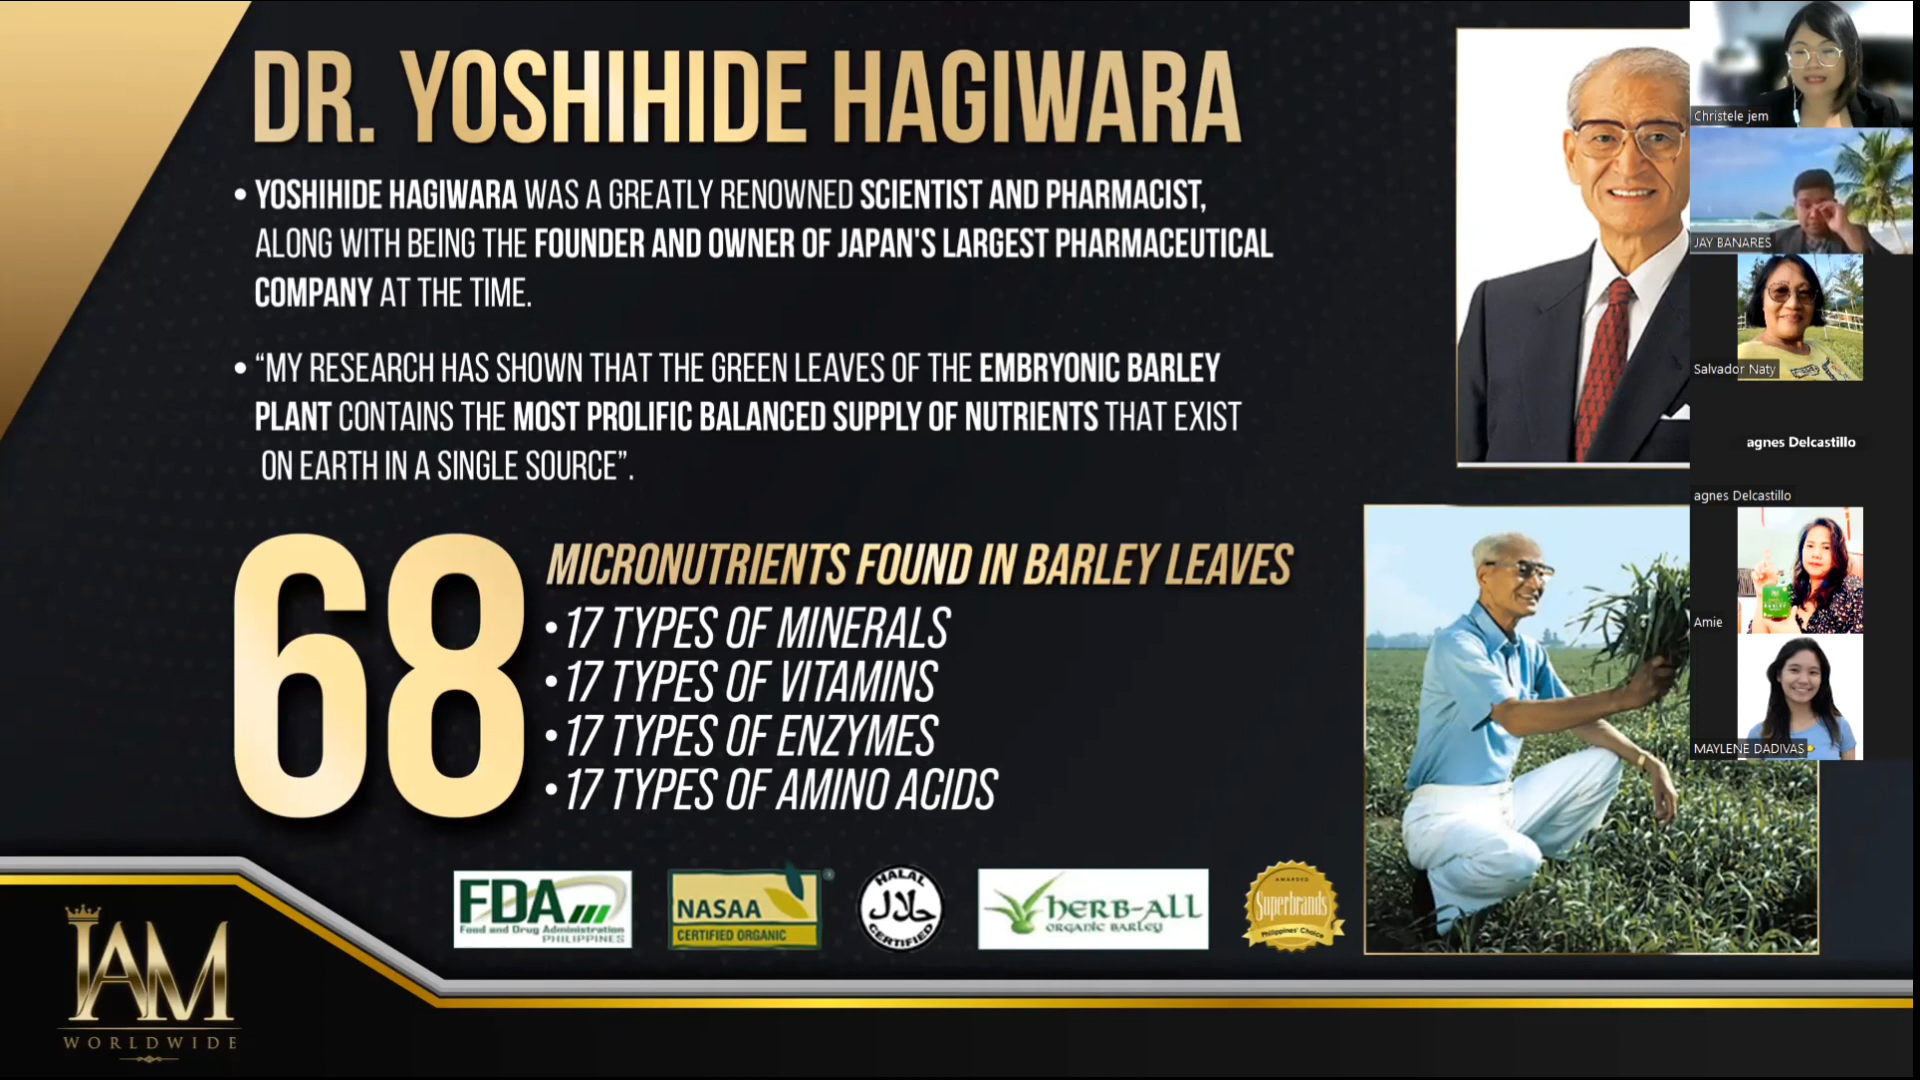 DR. YOSHIHIDE HAGIWARA
• YOSHIHIDE HAGIWARA WAS A GREATLY RENOWNED SCIENTIST AND PHARMACIST,
ALONG WITH BEING THE FOUNDER AND OWNER OF JAPAN'S LARGEST PHARMACEUTICAL
COMPANY AT THE TIME.
• “MY RESEARCH HAS SHOWN THAT THE GREEN LEAVES OF THE EMBRYONIC BARLEY
PLANT CONTAINS THE MOST PROLIFIC BALANCED SUPPLY OF NUTRIENTS THAT EXIST
ON EARTH IN A SINGLE SOURCE”.
68
MICRONUTRIENTS FOUND IN BARLEY LEAVES
• 17 TYPES OF MINERALS
• 17 TYPES OF VITAMINS
• 17 TYPES OF ENZYMES
• 17 TYPES OF AMINO ACIDS
FDA
Food and Drug Administration
PHILIPPINES
NASAA
CERTIFIED ORGANIC
®
HALAL
حلال
CERTIFIED
HERB-ALL
ORGANIC BARLEY
AWARDED
Superbrands
Philippines' Choice
IAM
WORLDWIDE
Christele jem
JAY BANARES
Salvador Naty
agnes Delcastillo
agnes Delcastillo
BARLEY
Amie
MAYLENE DADIVAS